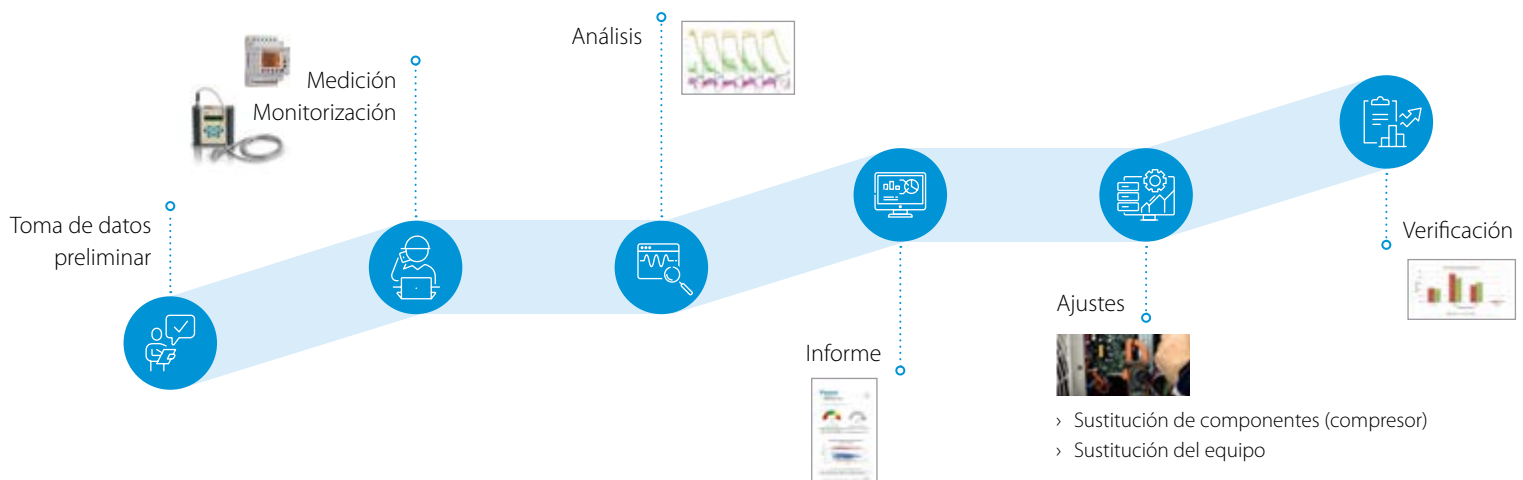 Toma de datos
preliminar
Medición
Monitorización
Análisis
Informe
Ajustes
› Sustitución de componentes (compresor)
› Sustitución del equipo
Verificación